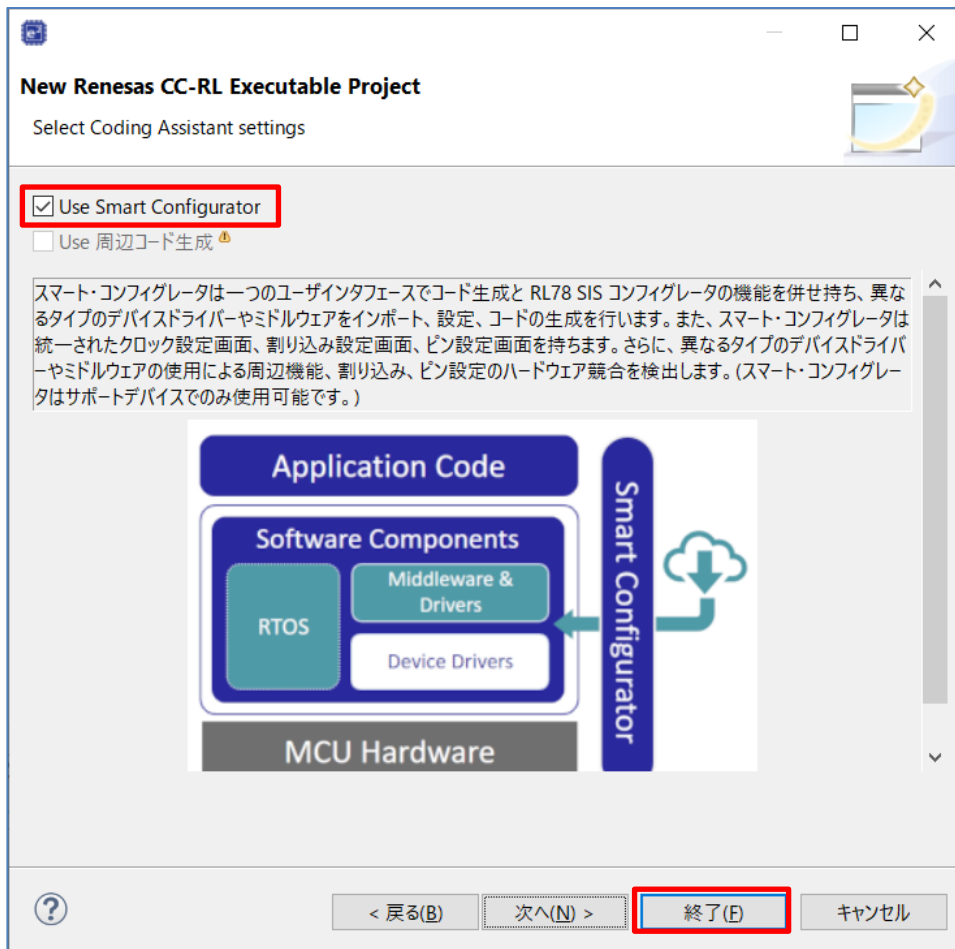 New Renesas CC-RL Executable Project
Select Coding Assistant settings
Use Smart Configurator
Use 周辺コード生成
スマート・コンフィグレータは一つのユーザインタフェースでコード生成と RL78 SIS コンフィグレータの機能を併せ持ち、異な
るタイプのデバイスドライバーやミドルウェアをインポート、設定、コードの生成を行います。また、スマート・コンフィグレータは
統一されたクロック設定画面、割り込み設定画面、ピン設定画面を持ちます。さらに、異なるタイプのデバイスドライバ
ーやミドルウェアの使用による周辺機能、割り込み、ピン設定のハードウェア競合を検出します。(スマート・コンフィグレー
タはサポートデバイスでのみ使用可能です。)
Application Code
Software Components
RTOS
Middleware &
Drivers
Device Drivers
MCU Hardware
Smart Configurator
< 戻る(B)
次へ(N) >
終了(F)
キャンセル